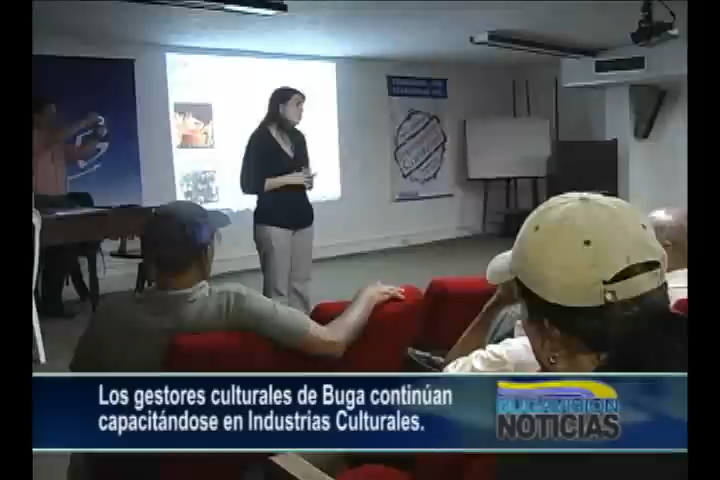 Los gestores culturales de Buga continúan
capacitándose en Industrias Culturales.
NOTICIAS